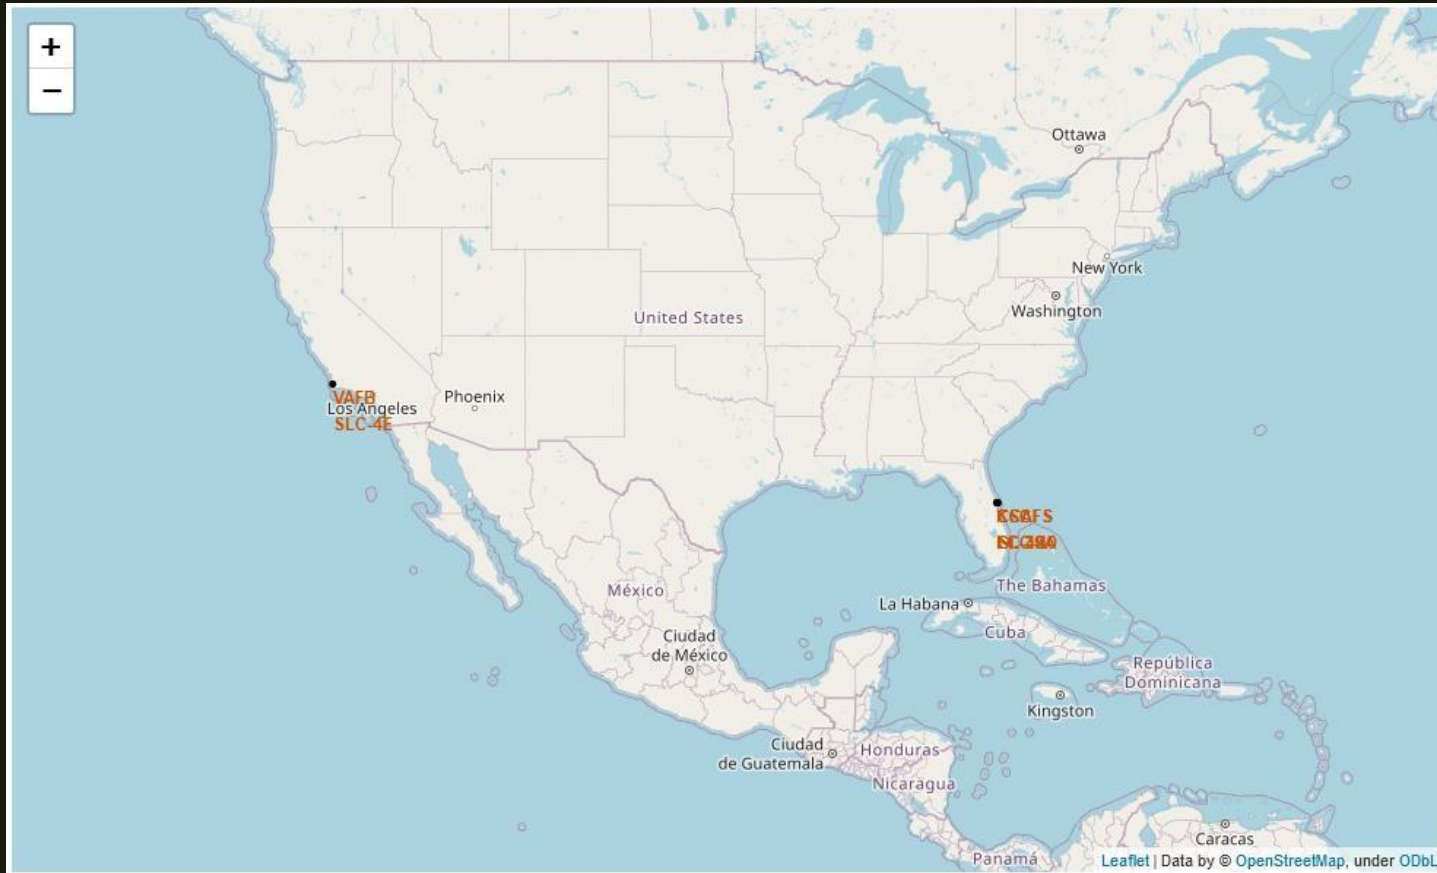 +
−
Ottawa
New York
Washington
United States
VAFB
Los Angeles
SLC-4E
Phoenix
México
Ciudad
de México
The Bahamas
La Habana
Cuba
República
Dominicana
Kingston
Ciudad
de Guatemala
Honduras
Nicaragua
Caracas
Panamá
Leaflet | Data by © OpenStreetMap, under ODbL